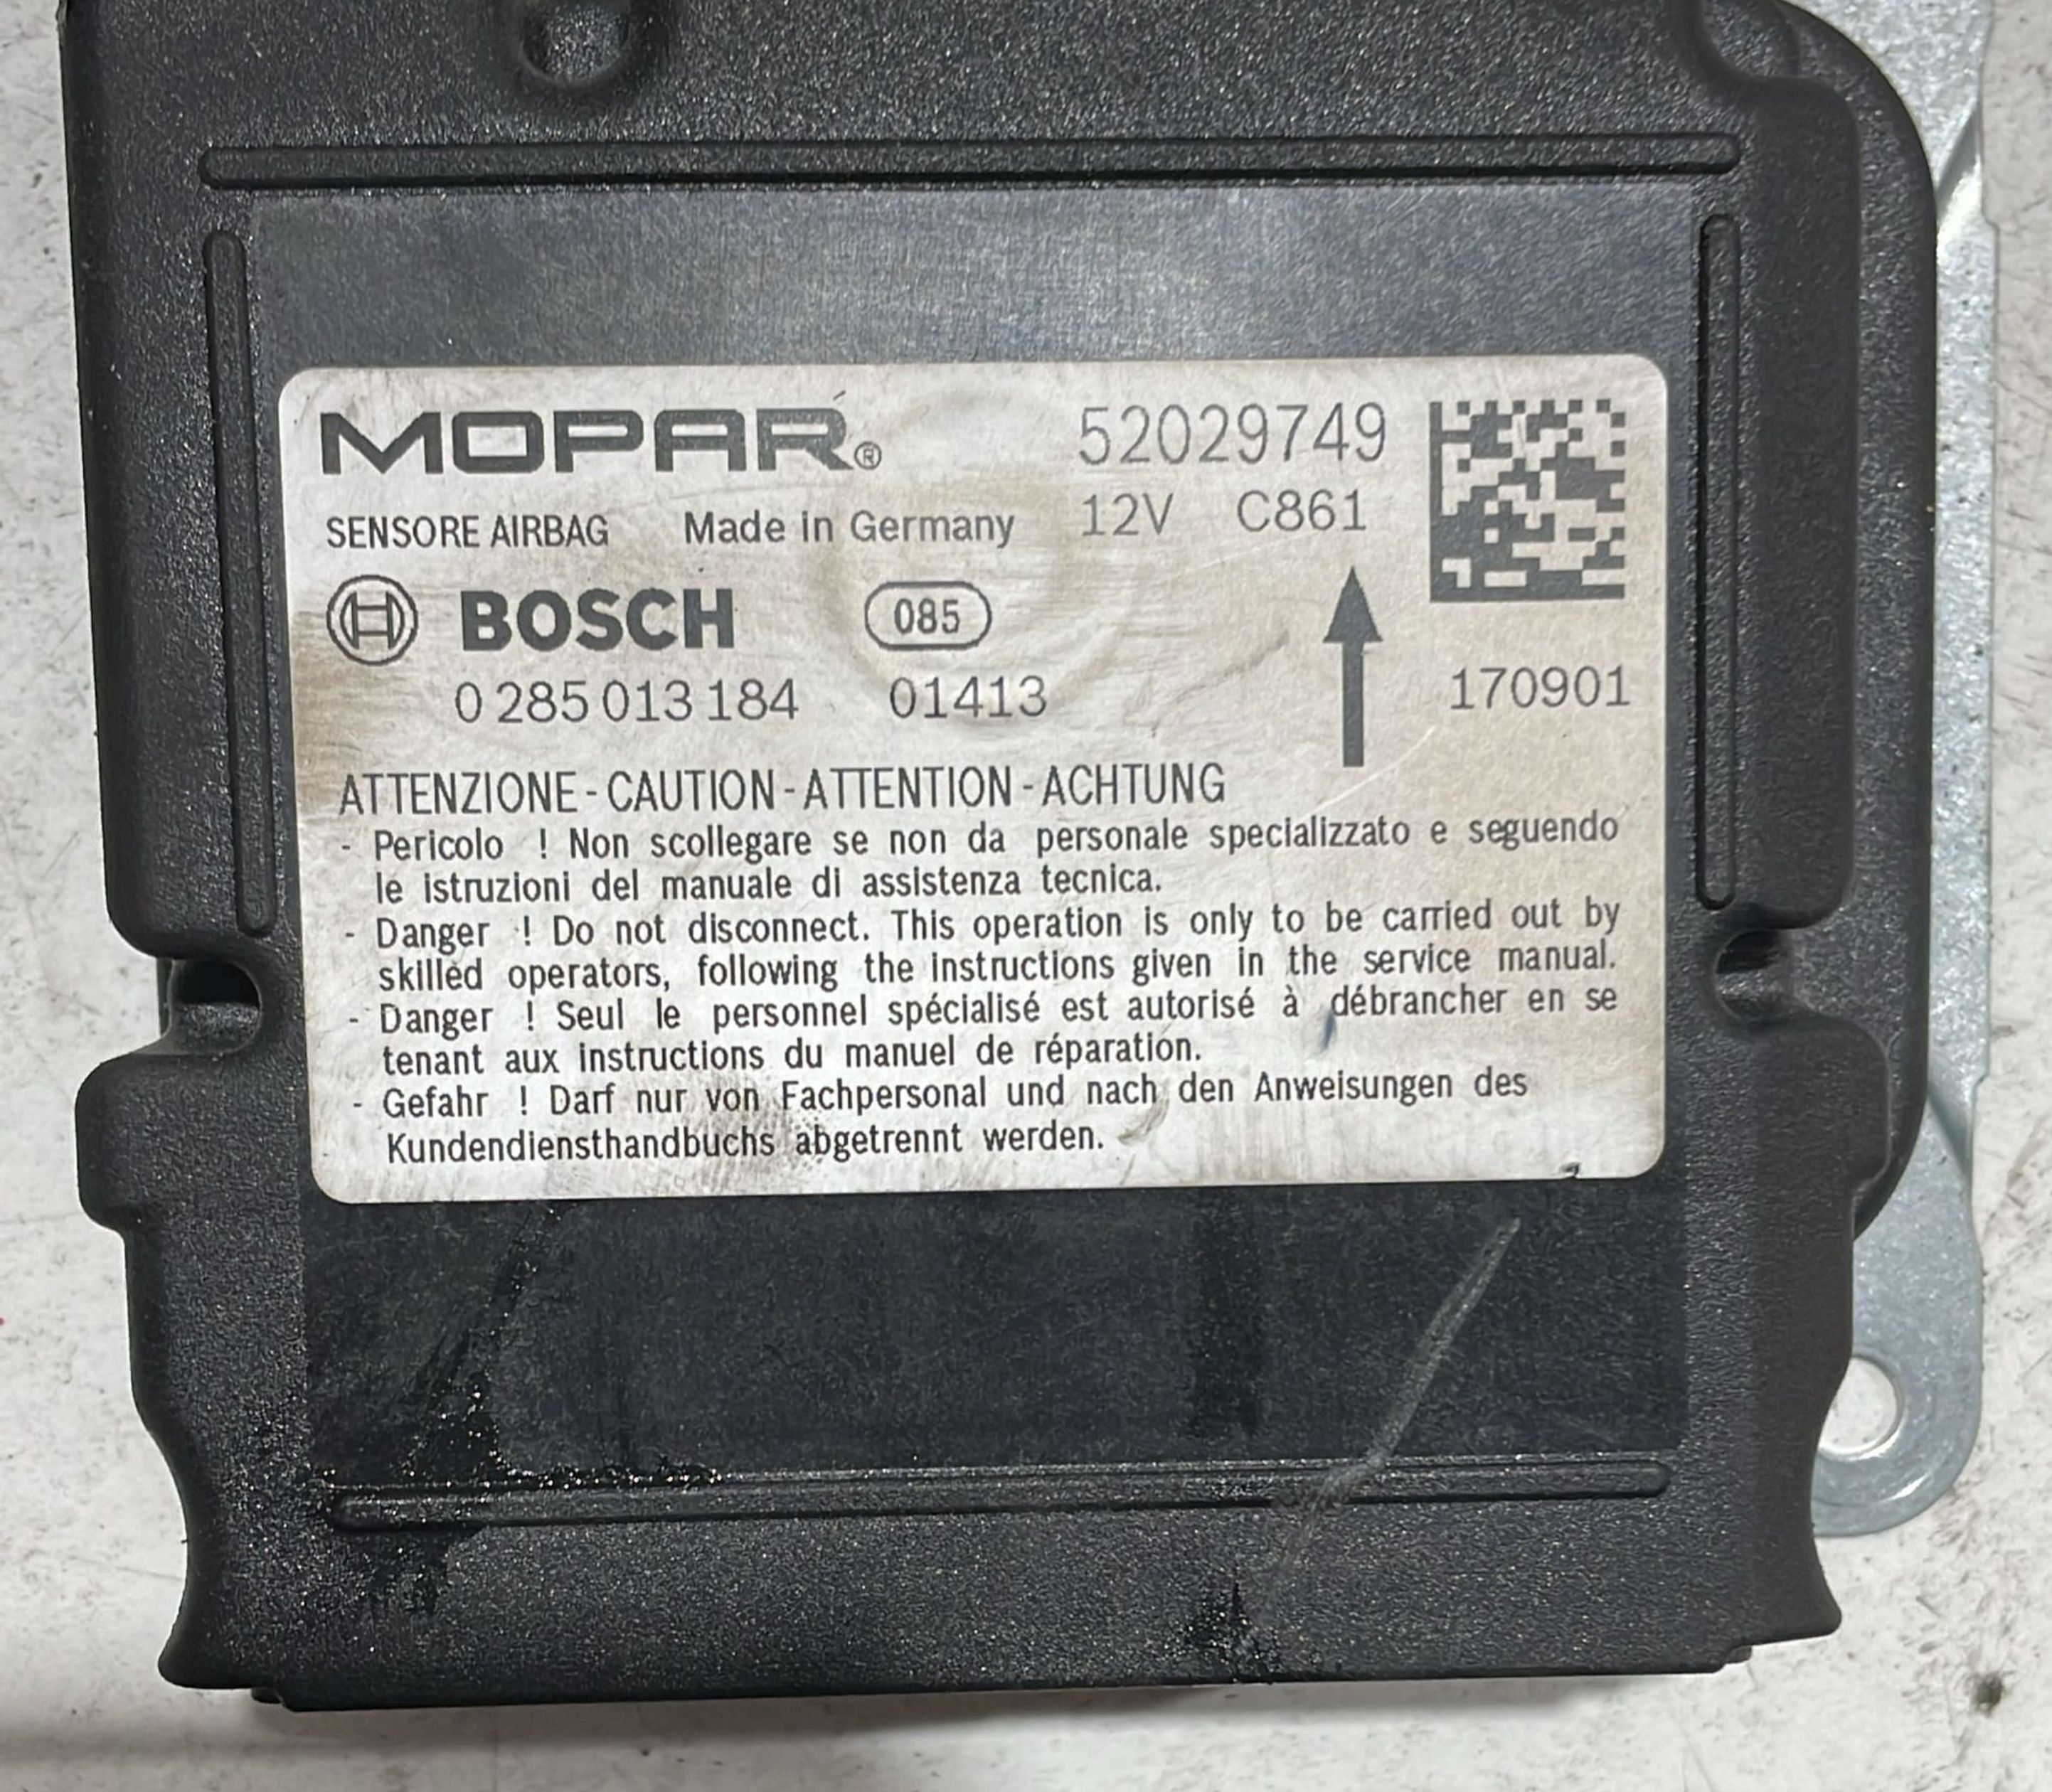 MOPAR® 52029749
SENSORE AIRBAG Made in Germany 12V C861
BOSCH 085
0 285 013 184 01413 170901
ATTENZIONE - CAUTION - ATTENTION - ACHTUNG
- Pericolo ! Non scollegare se non da personale specializzato e seguendo
le istruzioni del manuale di assistenza tecnica.
- Danger ! Do not disconnect. This operation is only to be carried out by
skilled operators, following the instructions given in the service manual.
- Danger ! Seul le personnel spécialisé est autorisé à débrancher en se
tenant aux instructions du manuel de réparation.
- Gefahr ! Darf nur von Fachpersonal und nach den Anweisungen des
Kundendiensthandbuchs abgetrennt werden.